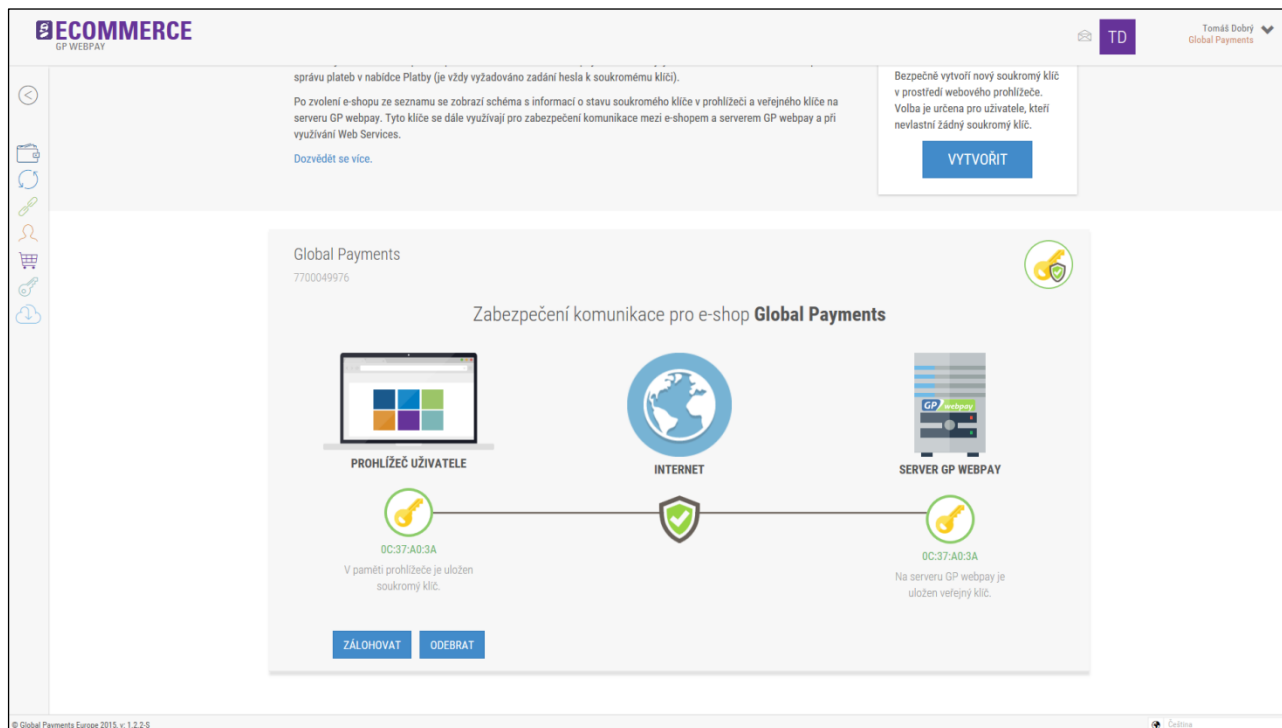 ECOMMERCE
GP WEBPAY
TD
Tomáš Dobrý
Global Payments
správu plateb v nabídce Platby (je vždy vyžadováno zadání hesla k soukromému klíči).
Po zvolení e-shopu ze seznamu se zobrazí schéma s informací o stavu soukromého klíče v prohlížeči a veřejného klíče na
serveru GP webpay. Tyto klíče se dále využívají pro zabezpečení komunikace mezi e-shopem a serverem GP webpay a při
využívání Web Services.
Dozvědět se více.
Bezpečně vytvoří nový soukromý klíč
v prostředí webového prohlížeče.
Volba je určena pro uživatele, kteří
nevlastní žádný soukromý klíč.
VYTVOŘIT
Global Payments
7700049976
Zabezpečení komunikace pro e-shop Global Payments
GP webpay
PROHLÍŽEČ UŽIVATELE
INTERNET
SERVER GP WEBPAY
0C:37:A0:3A
V paměti prohlížeče je uložen
soukromý klíč.
0C:37:A0:3A
Na serveru GP webpay je
uložen veřejný klíč.
ZÁLOHOVAT
ODEBRAT
© Global Payments Europe 2015, v: 1.2.2-S
Čeština